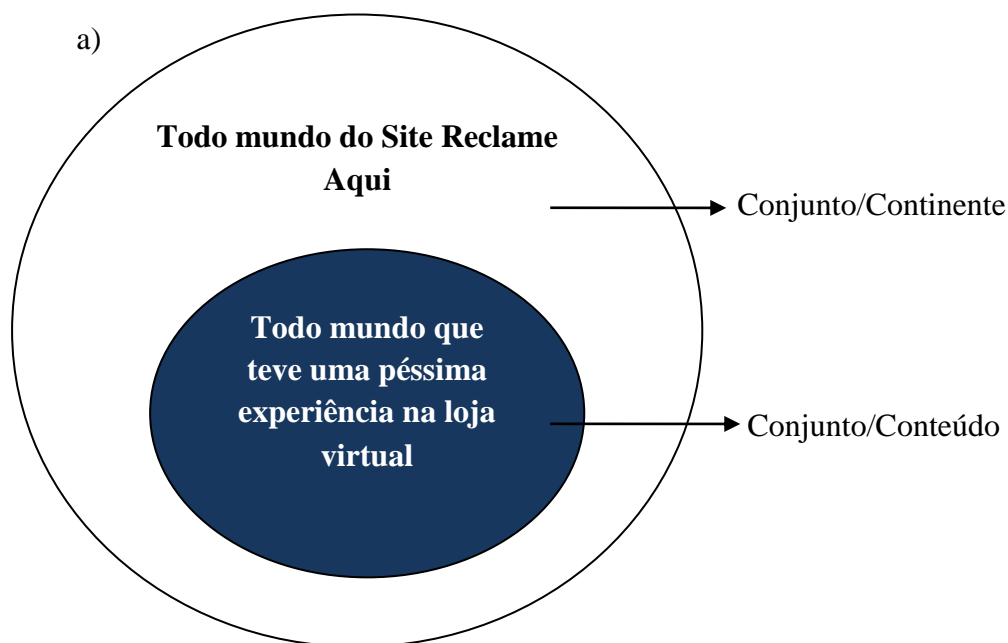 a)
Todo mundo do Site Reclame
Aqui
Conjunto/Continente
Todo mundo que
teve uma péssima
experiência na loja
virtual
Conjunto/Conteúdo